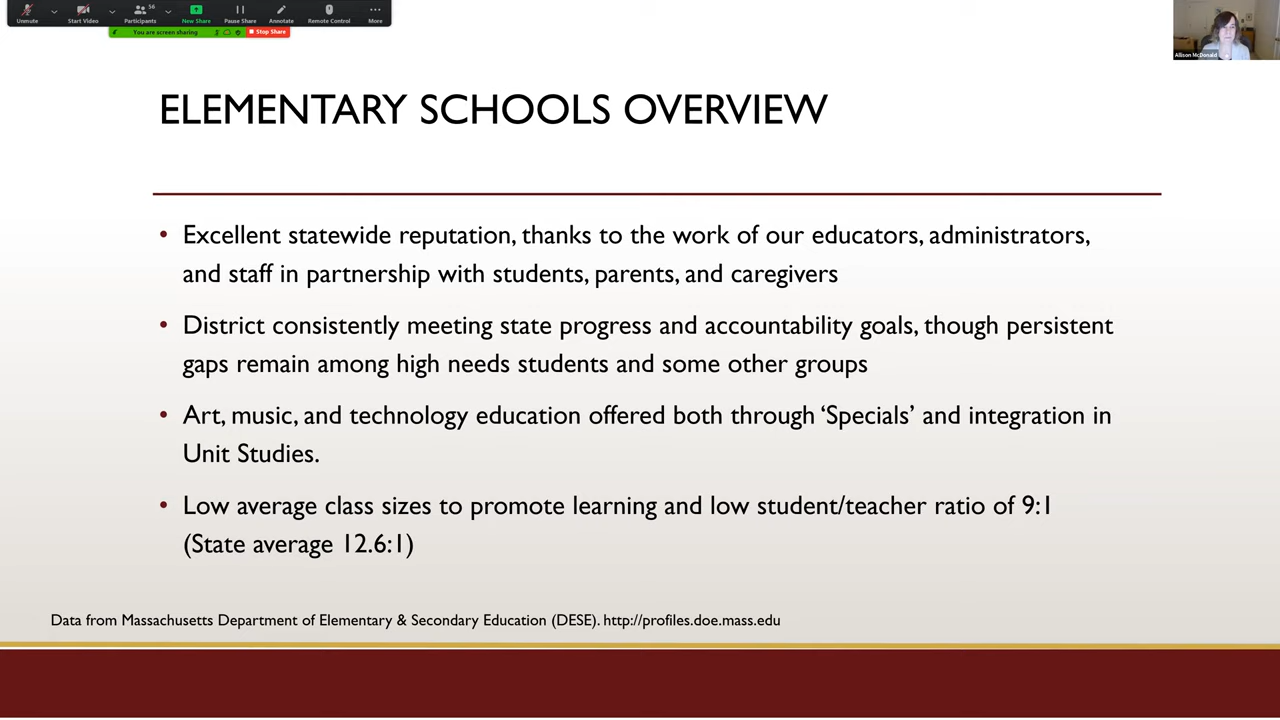 56
Unmute
Start Video
Participants
New Share
Pause Share
Annotate
Remote Control
More
You are screen sharing
Stop Share
Allison McDonald
ELEMENTARY SCHOOLS OVERVIEW
• Excellent statewide reputation, thanks to the work of our educators, administrators,
and staff in partnership with students, parents, and caregivers
• District consistently meeting state progress and accountability goals, though persistent
gaps remain among high needs students and some other groups
• Art, music, and technology education offered both through ‘Specials’ and integration in
Unit Studies.
• Low average class sizes to promote learning and low student/teacher ratio of 9:1
(State average 12.6:1)
Data from Massachusetts Department of Elementary & Secondary Education (DESE). http://profiles.doe.mass.edu